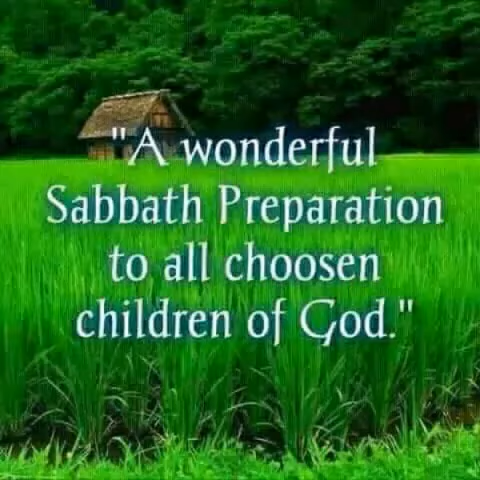 "A wonderful
Sabbath Preparation
to all choosen
children of God."